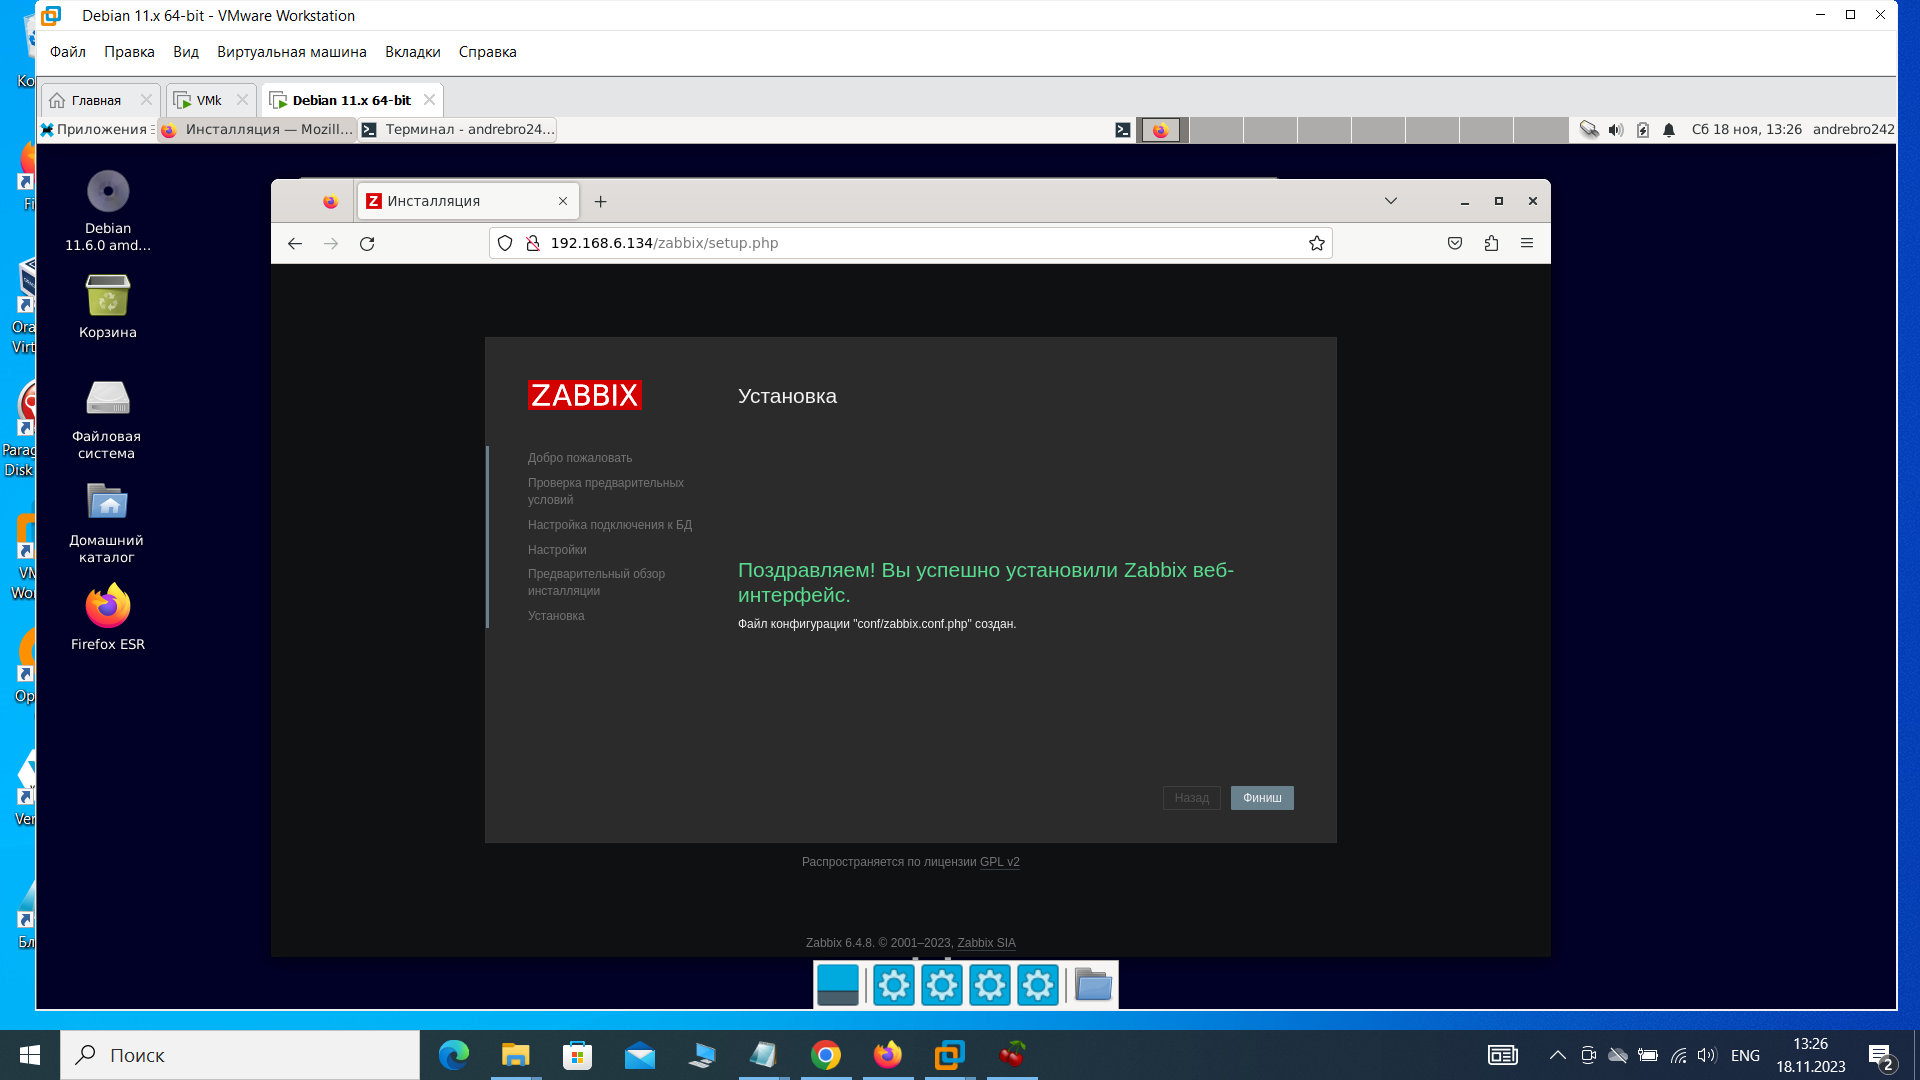 Debian 11.x 64-bit - VMware Workstation
Файл Правка Вид Виртуальная машина Вкладки Справка
Главная VMk Debian 11.x 64-bit
Приложения Инсталляция — Mozill... Терминал - andrebro24... Сб 18 ноя, 13:26 andrebro242
Debian
11.6.0 amd...
Корзина
Файловая
система
Домашний
каталог
Firefox ESR
Инсталляция
192.168.6.134/zabbix/setup.php
ZABBIX
Установка
Добро пожаловать
Проверка предварительных
условий
Настройка подключения к БД
Настройки
Предварительный обзор
инсталляции
Установка
Поздравляем! Вы успешно установили Zabbix веб-
интерфейс.
Файл конфигурации "conf/zabbix.conf.php" создан.
Назад Финиш
Распространяется по лицензии GPL v2
Zabbix 6.4.8. © 2001–2023, Zabbix SIA
Поиск
ENG
13:26
18.11.2023
2